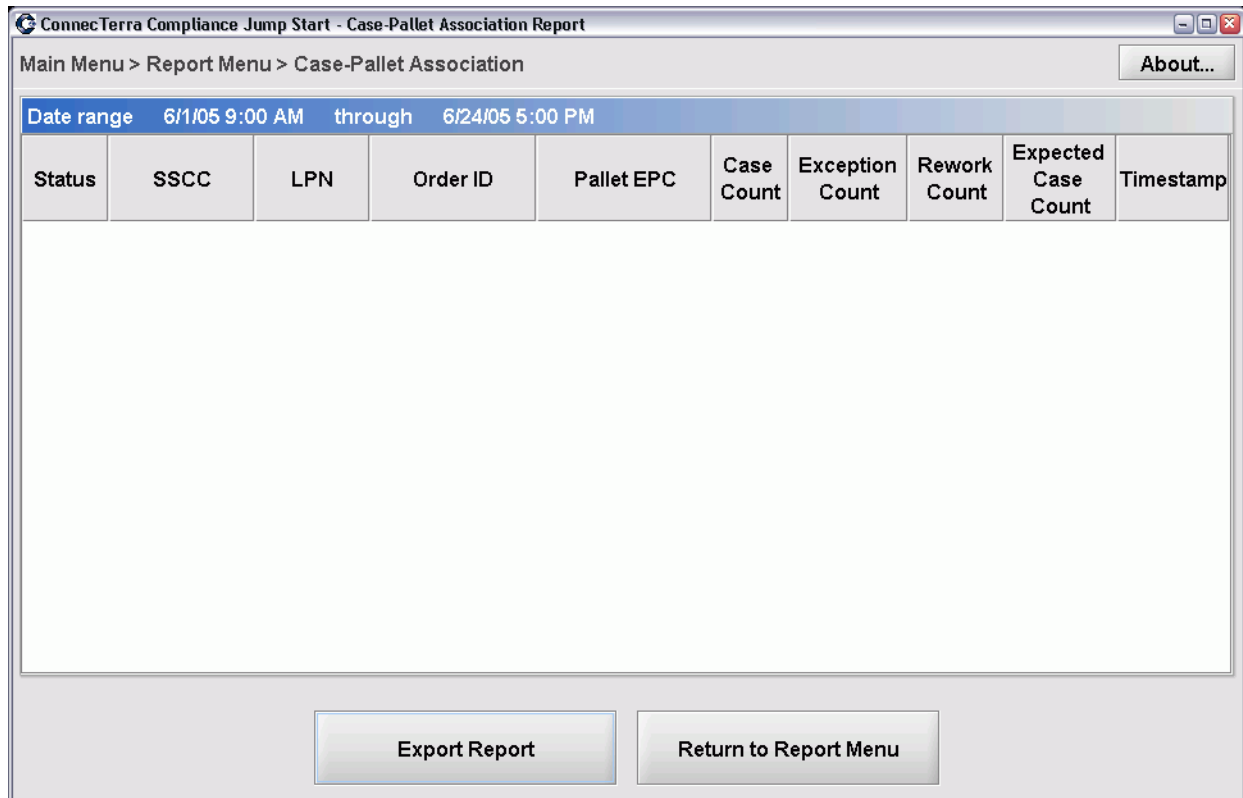 ConnecTerra Compliance Jump Start - Case-Pallet Association Report
Main Menu > Report Menu > Case-Pallet Association
About...
Date range 6/1/05 9:00 AM through 6/24/05 5:00 PM
Status
SSCC
LPN
Order ID
Pallet EPC
Case
Count
Exception
Count
Rework
Count
Expected
Case
Count
Timestamp
Export Report
Return to Report Menu